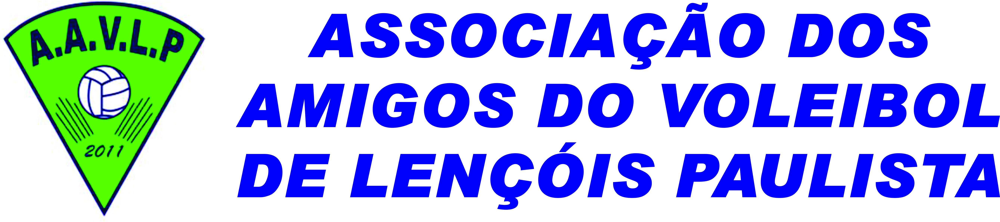 A.A.V.L.P
2011
ASSOCIAÇÃO DOS
AMIGOS DO VOLEIBOL
DE LENÇÓIS PAULISTA